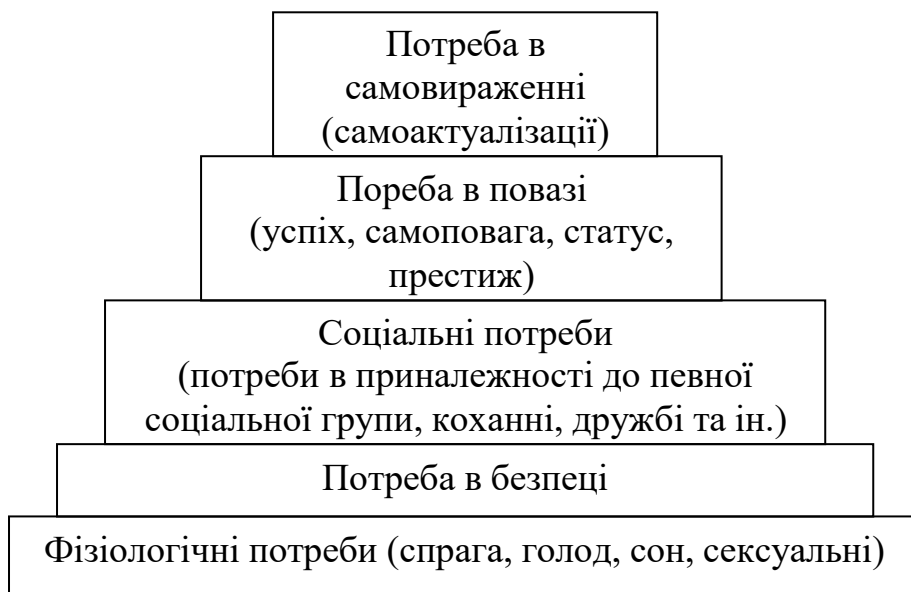 Потреба в
самовираженні
(самоактуалізації)
Пореба в повазі
(успіх, самоповага, статус,
престиж)
Соціальні потреби
(потреби в приналежності до певної
соціальної групи, коханні, дружбі та ін.)
Потреба в безпеці
Фізіологічні потреби (спрага, голод, сон, сексуальні)